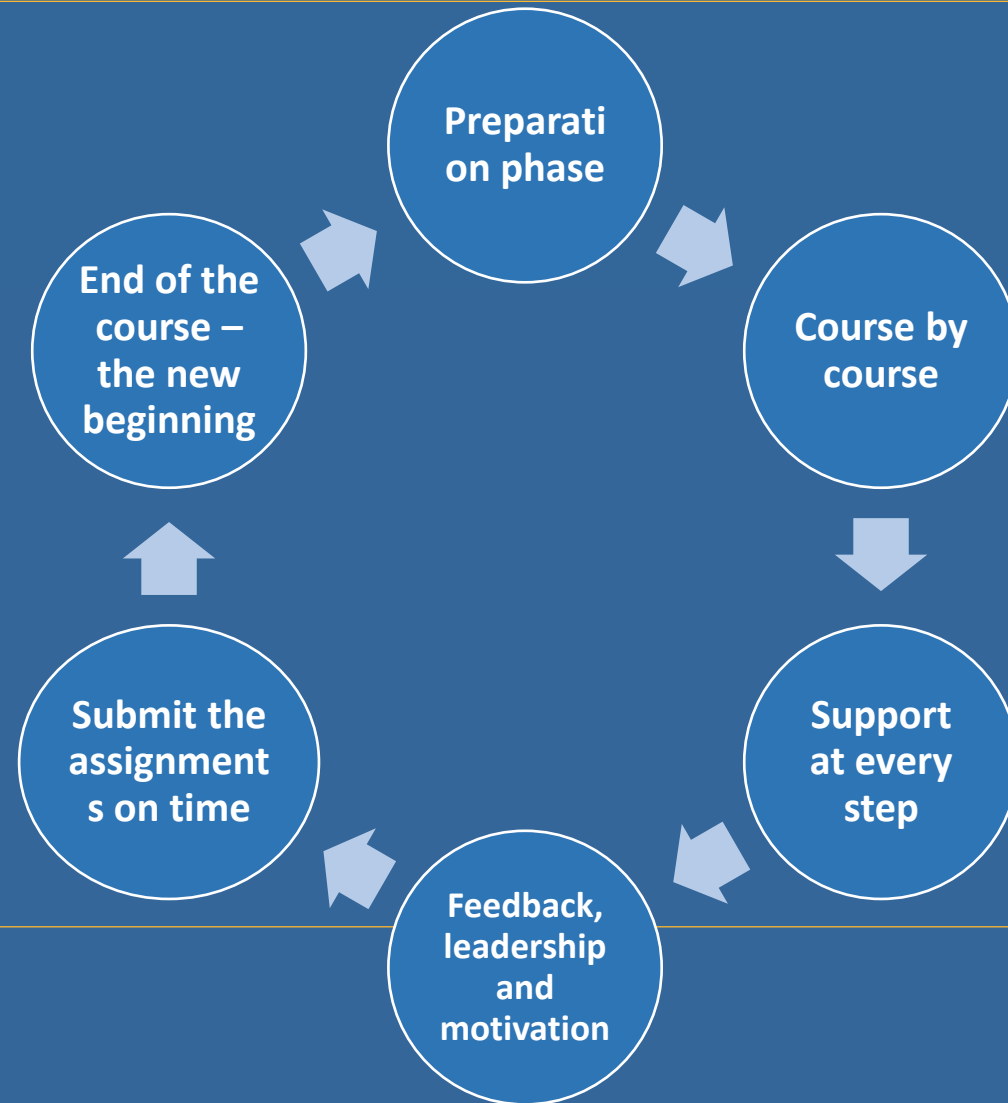 Preparati
on phase
Course by
course
Support
at every
step
Feedback,
leadership
and
motivation
Submit the
assignment
s on time
End of the
course –
the new
beginning